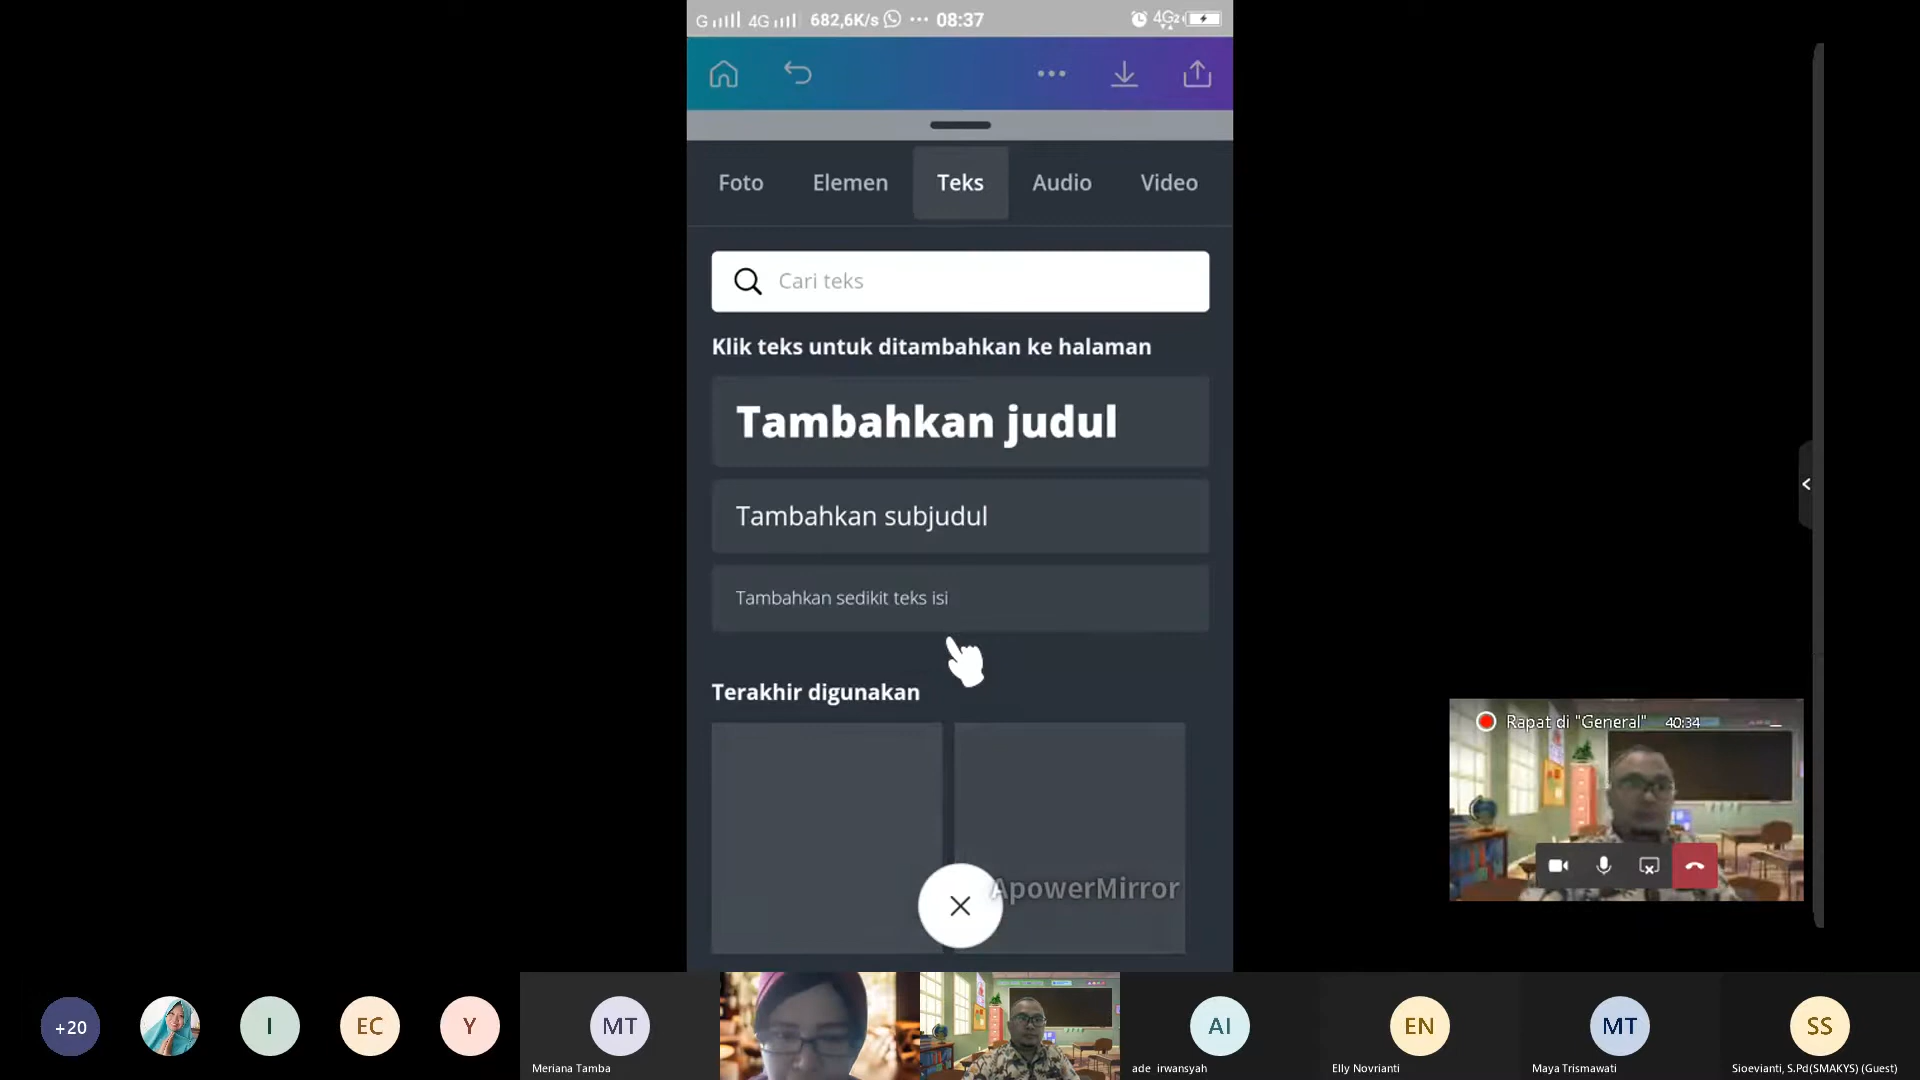 G 4G 682,6K/s ··· 08:37 4G2
Foto Elemen Teks Audio Video
Cari teks
Klik teks untuk ditambahkan ke halaman
Tambahkan judul
Tambahkan subjudul
Tambahkan sedikit teks isi
Terakhir digunakan
ApowerMirror
Rapat di "General" 40:34
+20 I EC Y MT AI EN MT SS
Meriana Tamba ade irwansyah Elly Novrianti Maya Trismawati Sioevianti, S.Pd(SMAKYS) (Guest)